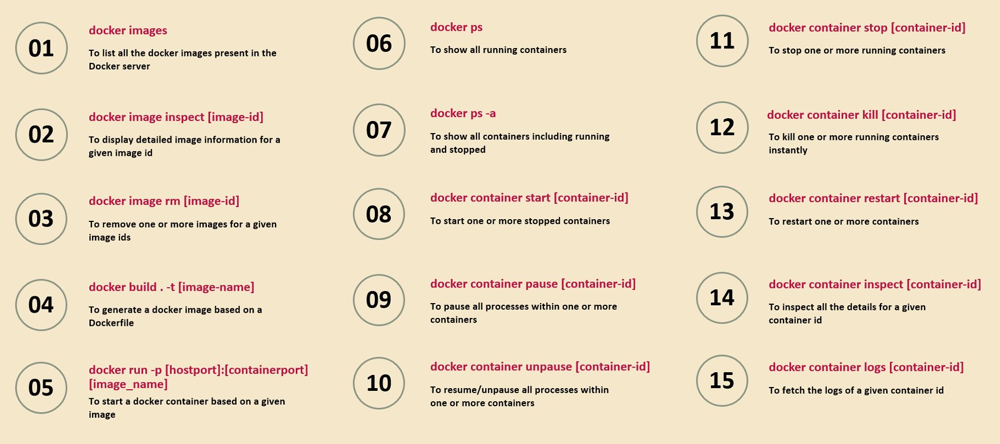 01
docker images
To list all the docker images present in the
Docker server
02
docker image inspect [image-id]
To display detailed image information for a
given image id
03
docker image rm [image-id]
To remove one or more images for a given
image ids
04
docker build . -t [image-name]
To generate a docker image based on a
Dockerfile
05
docker run -p [hostport]:[containerport]
[image_name]
To start a docker container based on a given
image
06
docker ps
To show all running containers
07
docker ps -a
To show all containers including running
and stopped
08
docker container start [container-id]
To start one or more stopped containers
09
docker container pause [container-id]
To pause all processes within one or more
containers
10
docker container unpause [container-id]
To resume/unpause all processes within
one or more containers
11
docker container stop [container-id]
To stop one or more running containers
12
docker container kill [container-id]
To kill one or more running containers
instantly
13
docker container restart [container-id]
To restart one or more containers
14
docker container inspect [container-id]
To inspect all the details for a given
container id
15
docker container logs [container-id]
To fetch the logs of a given container id